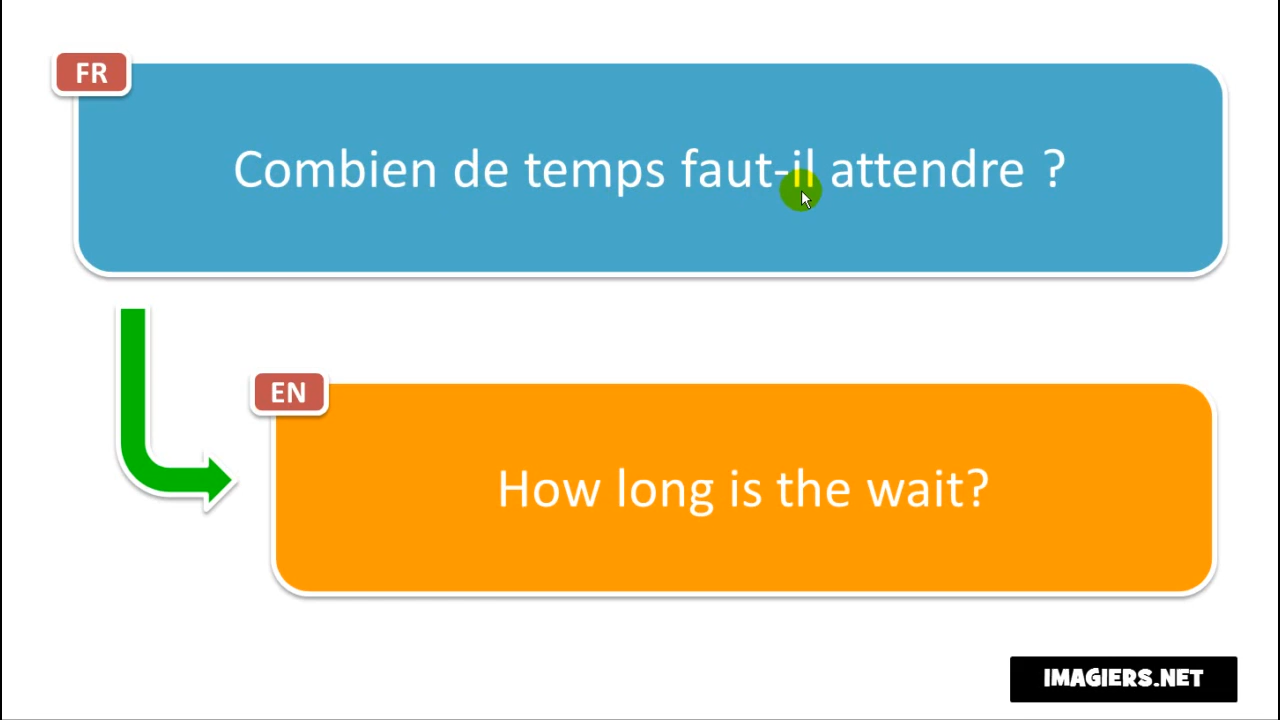 FR
Combien de temps faut-il attendre ?
EN
How long is the wait?
IMAGIERS.NET